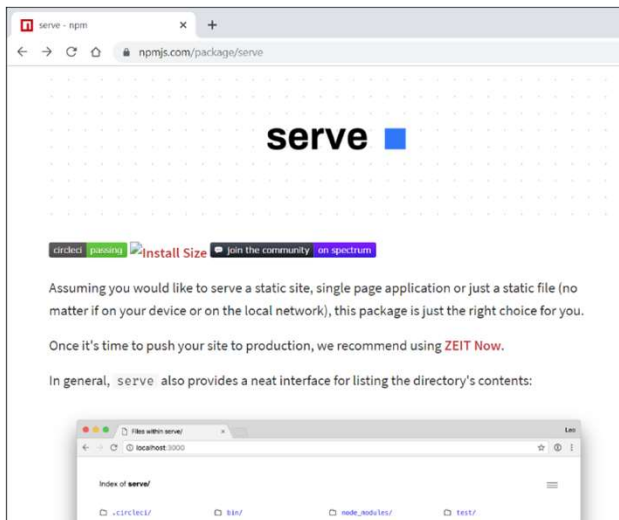 serve - npm
npmjs.com/package/serve
serve
circleci passing Install Size join the community on spectrum
Assuming you would like to serve a static site, single page application or just a static file (no
matter if on your device or on the local network), this package is just the right choice for you.
Once it's time to push your site to production, we recommend using ZEIT Now.
In general, serve also provides a neat interface for listing the directory's contents:
Files within serve/
Leo
localhost:3000
Index of serve/
.circleci/ bin/ node_modules/ test/